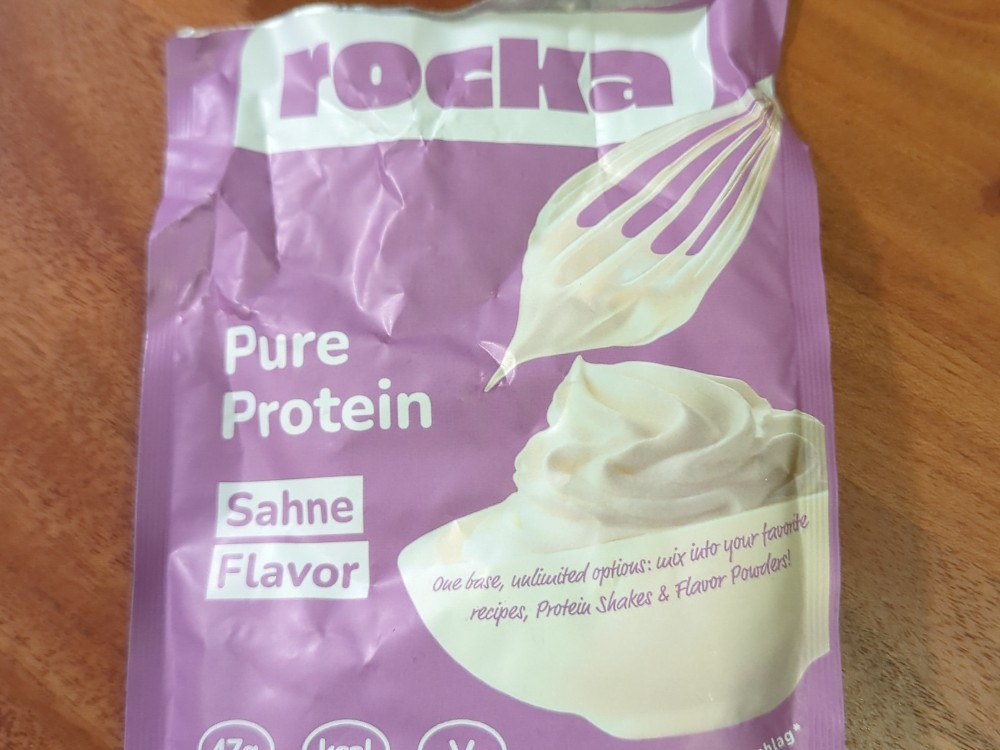 rocka
Pure
Protein
Sahne
Flavor
One base, unlimited options: mix into your favorite
recipes, Protein Shakes & Flavor Powders!